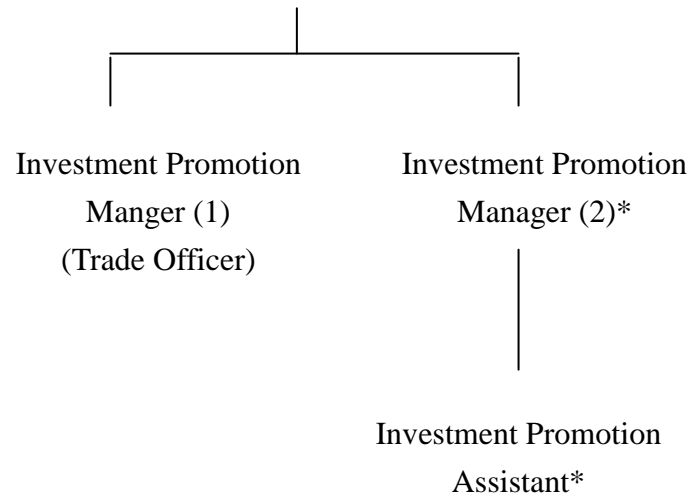 Investment Promotion
Manger (1)
(Trade Officer)
Investment Promotion
Manager (2)*
Investment Promotion
Assistant*